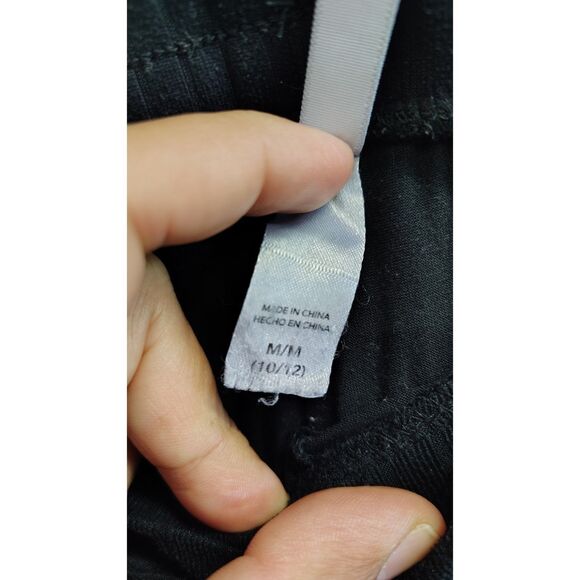 MADE IN CHINA
HECHO EN CHINA
M/M
(10/12)